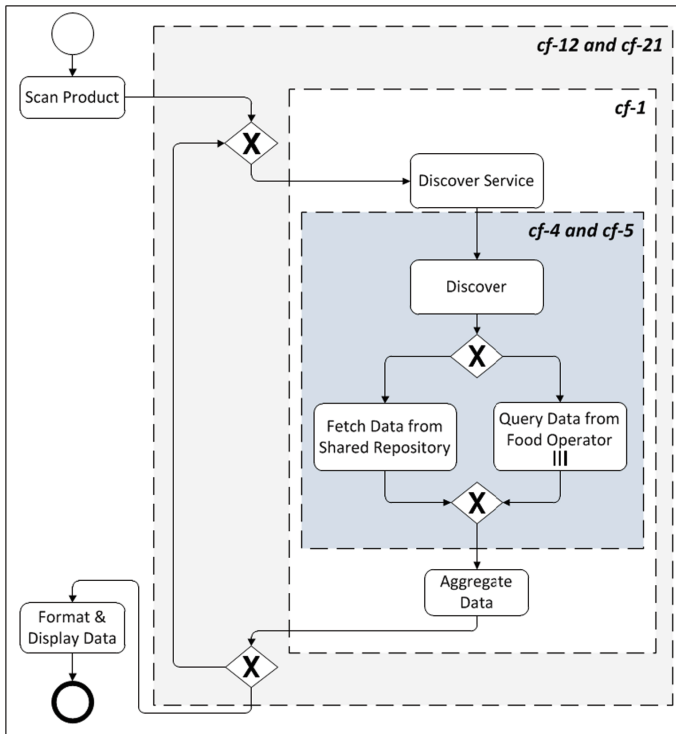 cf-12 and cf-21
cf-1
Scan Product
X
Discover Service
cf-4 and cf-5
Discover
X
Fetch Data from
Shared Repository
Query Data from
Food Operator
X
Aggregate
Data
Format &
Display Data
X